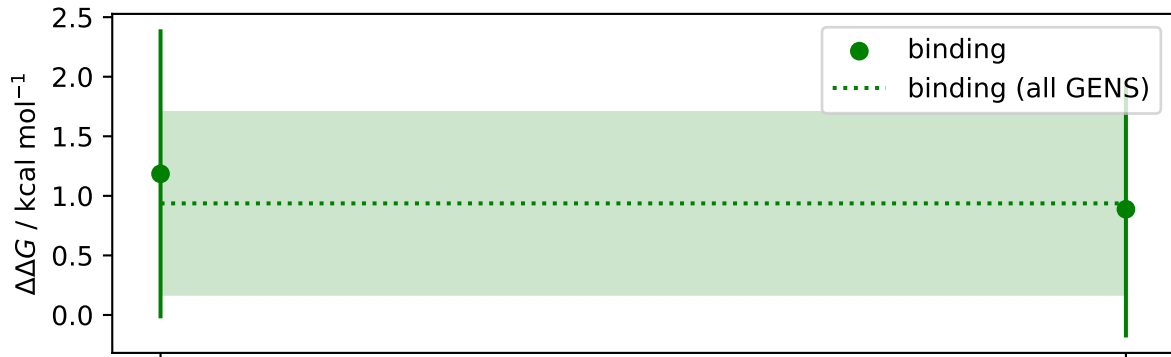 2.5
2.0
1.5
1.0
0.5
0.0
ΔΔG / kcal mol⁻¹
binding
binding (all GENS)